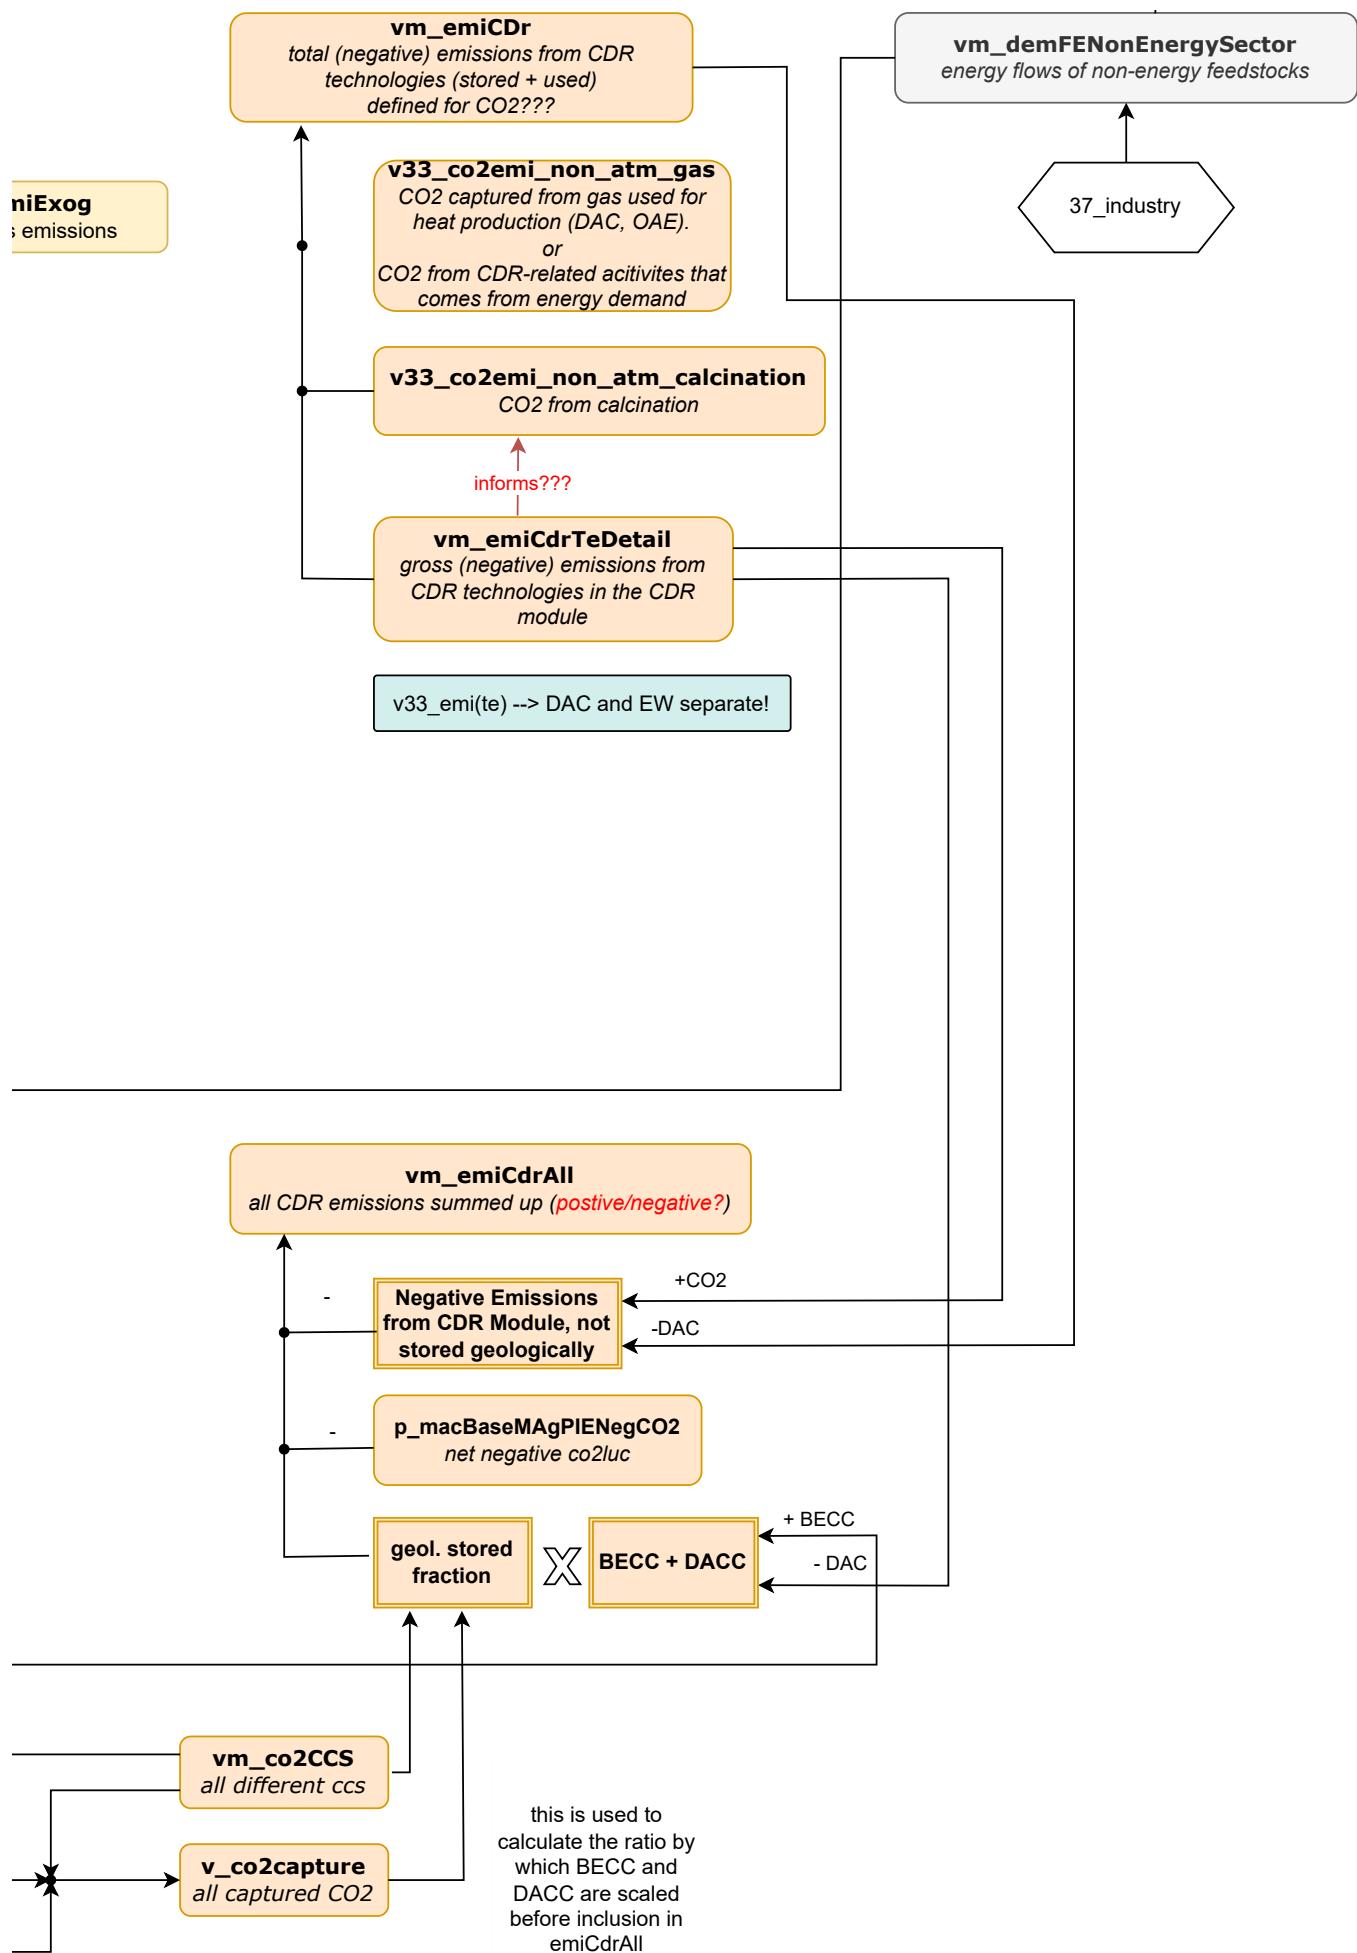 vm_emiCDr
total (negative) emissions from CDR
technologies (stored + used)
defined for CO2???
vm_demFENonEnergySector
energy flows of non-energy feedstocks
v33_co2emi_non_atm_gas
CO2 captured from gas used for
heat production (DAC, OAE).
or
CO2 from CDR-related acitivites that
comes from energy demand
miExog
s emissions
37_industry
v33_co2emi_non_atm_calcination
CO2 from calcination
informs???
vm_emiCdrTeDetail
gross (negative) emissions from
CDR technologies in the CDR
module
v33_emi(te) --> DAC and EW separate!
vm_emiCdrAll
all CDR emissions summed up (postive/negative?)
+CO2
-
Negative Emissions
from CDR Module, not
stored geologically
-DAC
-
p_macBaseMAgPIENegCO2
net negative co2luc
+ BECC
geol. stored
fraction
X
BECC + DACC
- DAC
vm_co2CCS
all different ccs
v_co2capture
all captured CO2
this is used to
calculate the ratio by
which BECC and
DACC are scaled
before inclusion in
emiCdrAll